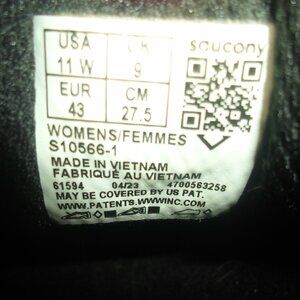 USA UK saucony
11 W 9
EUR CM
43 27.5
WOMENS/FEMMES
S10566-1
MADE IN VIETNAM
FABRIQUÉ AU VIETNAM
61594 04/23 4700563258
MAY BE COVERED BY US PAT.
WWW.PATENTS.WWWINC.COM